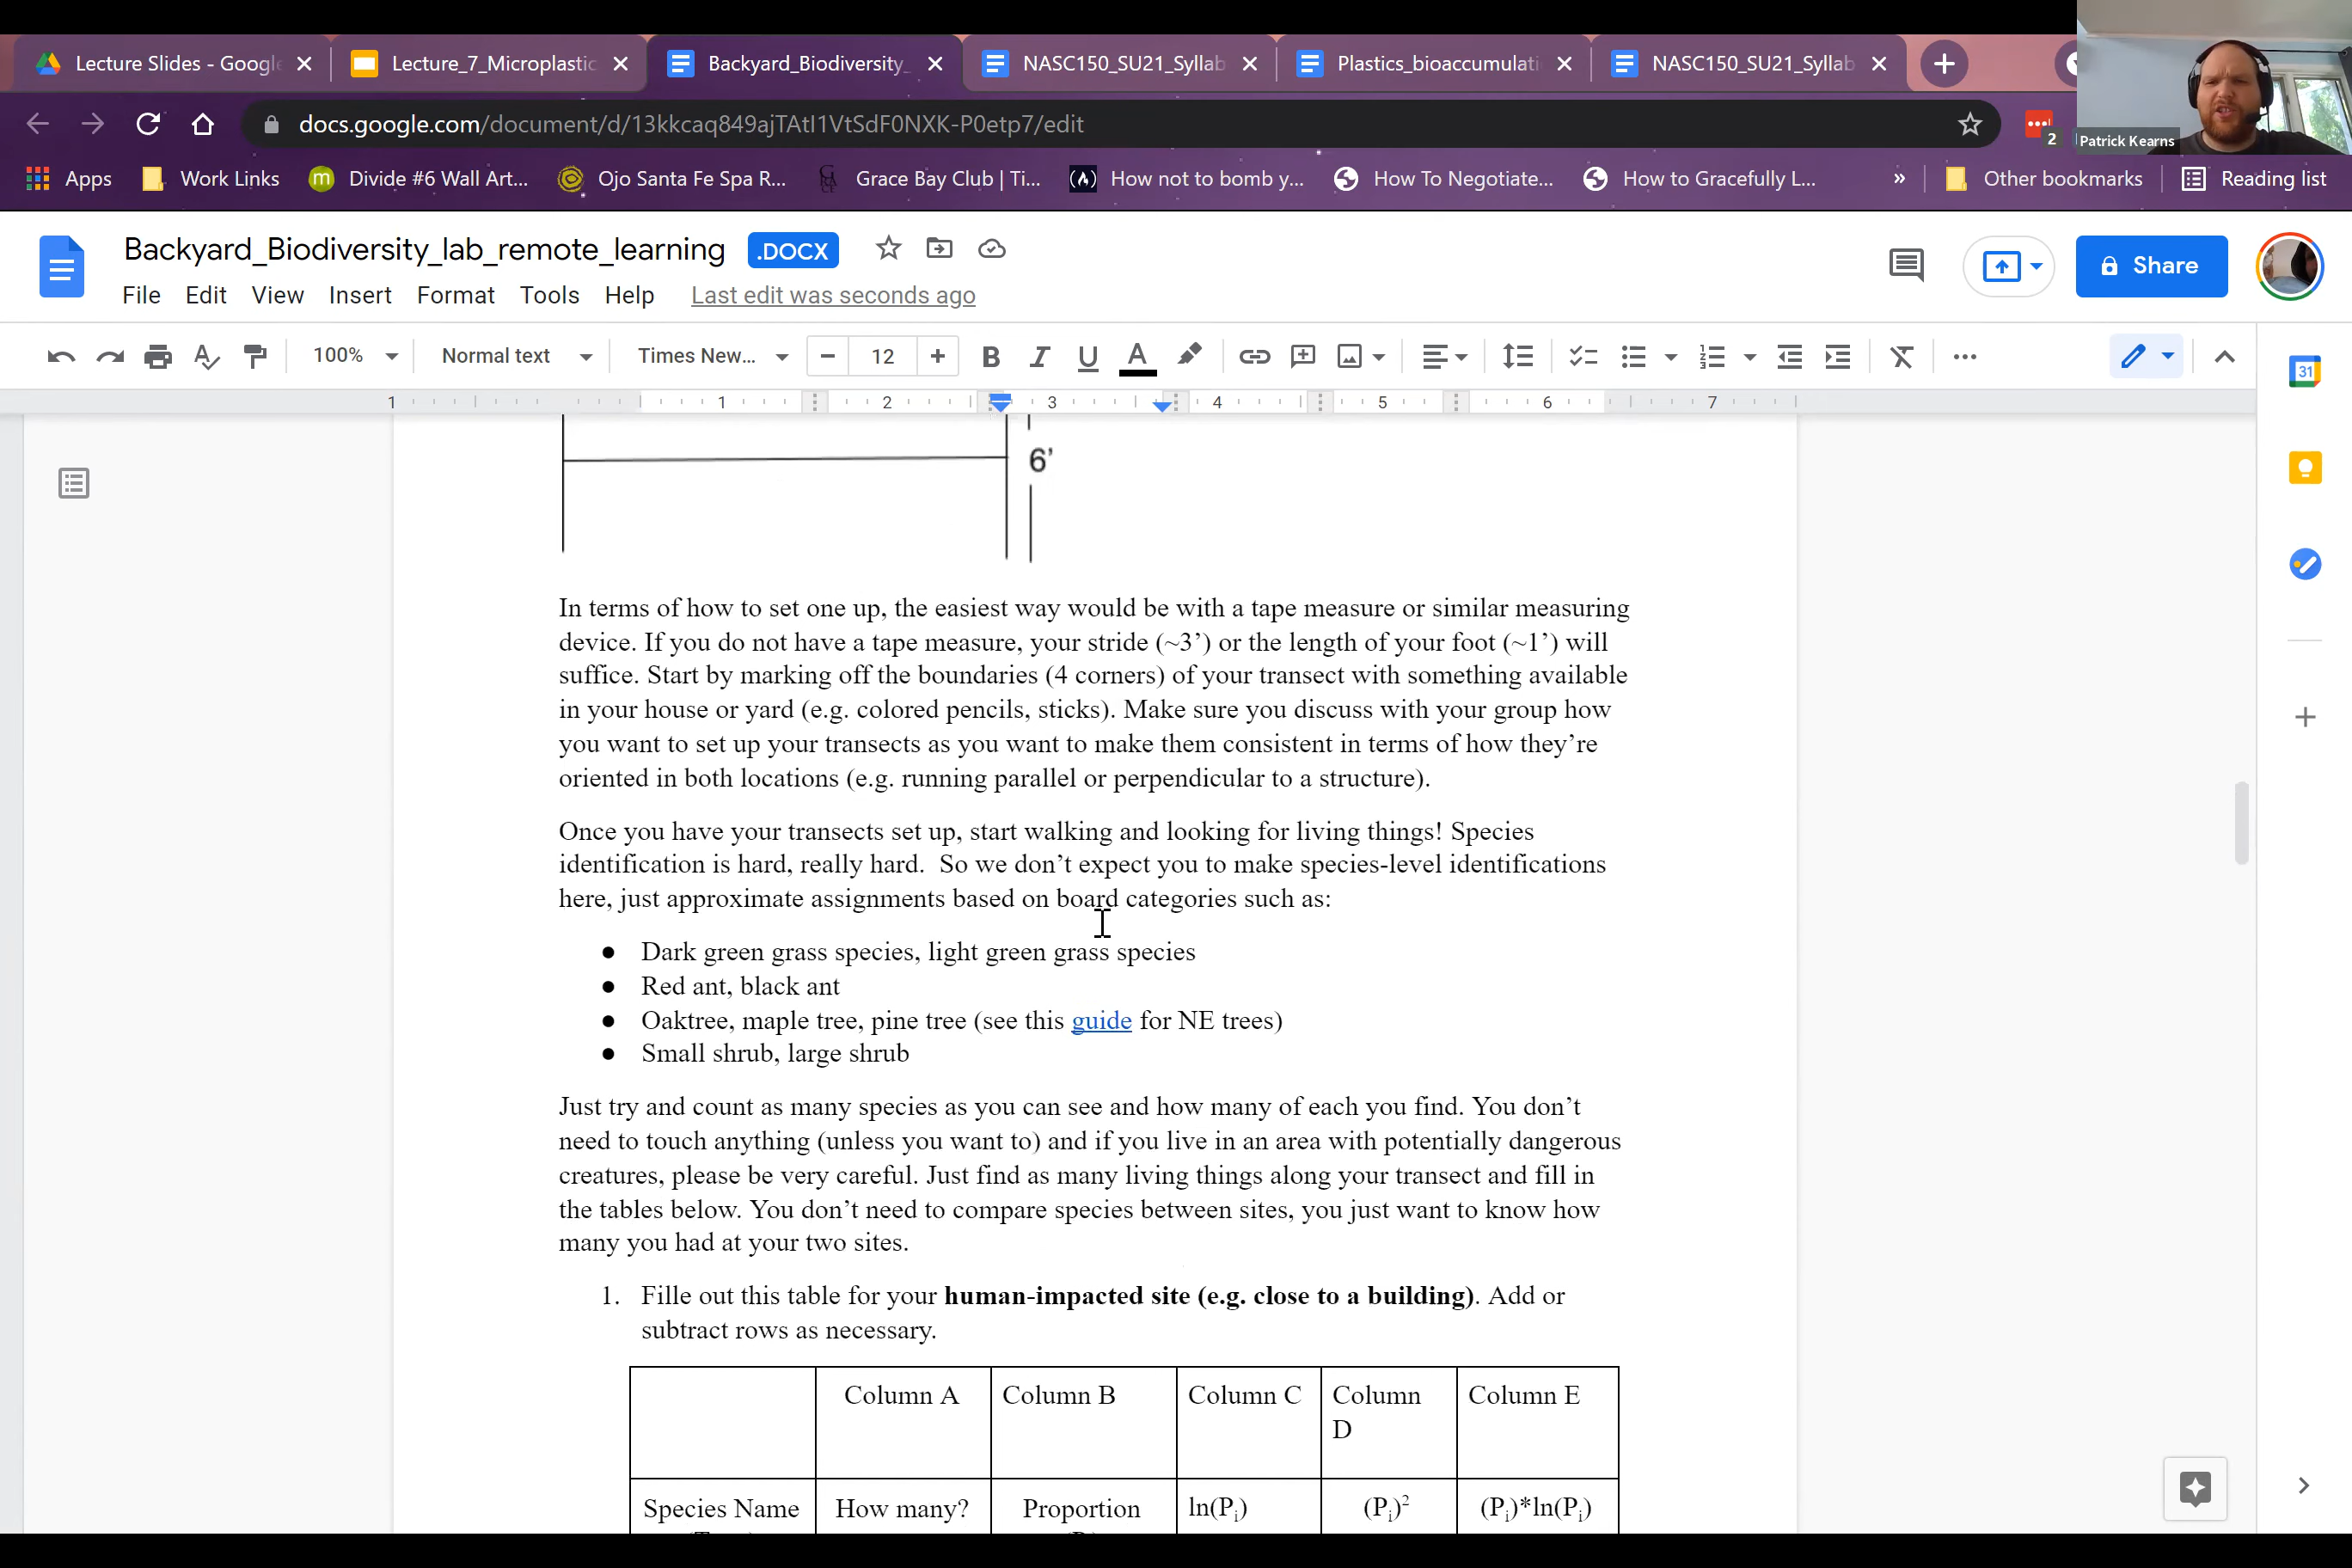 Lecture Slides - Google
Lecture_7_Microplastic
Backyard_Biodiversity_
NASC150_SU21_Syllab
Plastics_bioaccumulati
NASC150_SU21_Syllab
docs.google.com/document/d/13kkcaq849ajTAtI1VtSdF0NXK-P0etp7/edit
2
Patrick Kearns
Apps
Work Links
Divide #6 Wall Art...
Ojo Santa Fe Spa R...
Grace Bay Club | Ti...
How not to bomb y...
How To Negotiate...
How to Gracefully L...
»
Other bookmarks
Reading list
Backyard_Biodiversity_lab_remote_learning
.DOCX
Share
File Edit View Insert Format Tools Help
Last edit was seconds ago
100%
Normal text
Times New...
12
31
1 1 2 3 4 5 6 7
6’
In terms of how to set one up, the easiest way would be with a tape measure or similar measuring
device. If you do not have a tape measure, your stride (~3’) or the length of your foot (~1’) will
suffice. Start by marking off the boundaries (4 corners) of your transect with something available
in your house or yard (e.g. colored pencils, sticks). Make sure you discuss with your group how
you want to set up your transects as you want to make them consistent in terms of how they’re
oriented in both locations (e.g. running parallel or perpendicular to a structure).
Once you have your transects set up, start walking and looking for living things! Species
identification is hard, really hard.  So we don’t expect you to make species-level identifications
here, just approximate assignments based on board categories such as:
● Dark green grass species, light green grass species
● Red ant, black ant
● Oaktree, maple tree, pine tree (see this guide for NE trees)
● Small shrub, large shrub
Just try and count as many species as you can see and how many of each you find. You don’t
need to touch anything (unless you want to) and if you live in an area with potentially dangerous
creatures, please be very careful. Just find as many living things along your transect and fill in
the tables below. You don’t need to compare species between sites, you just want to know how
many you had at your two sites.
1. Fille out this table for your human-impacted site (e.g. close to a building). Add or
subtract rows as necessary.
Column A
Column B
Column C
Column
D
Column E
Species Name
How many?
Proportion
ln(Pi)
(Pi)²
(Pi)*ln(Pi)